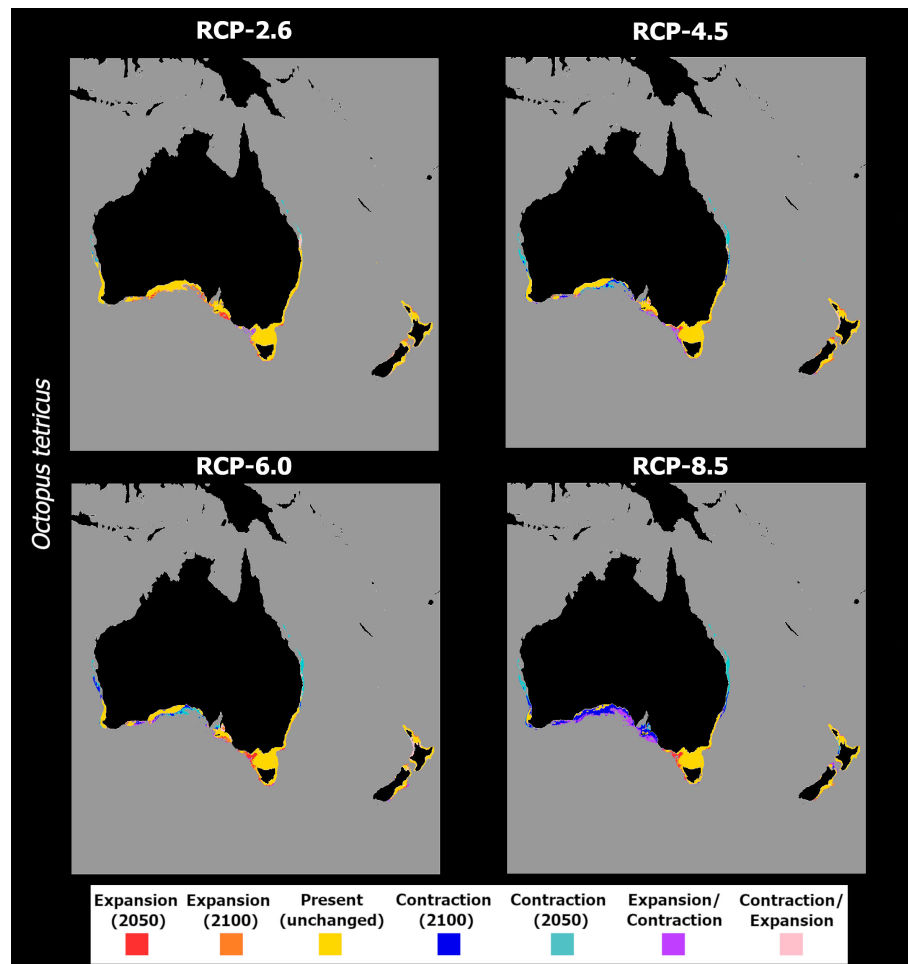 RCP-2.6
RCP-4.5
Octopus tetricus
RCP-6.0
RCP-8.5
Expansion (2050)
Expansion (2100)
Present (unchanged)
Contraction (2100)
Contraction (2050)
Expansion/ Contraction
Contraction/ Expansion